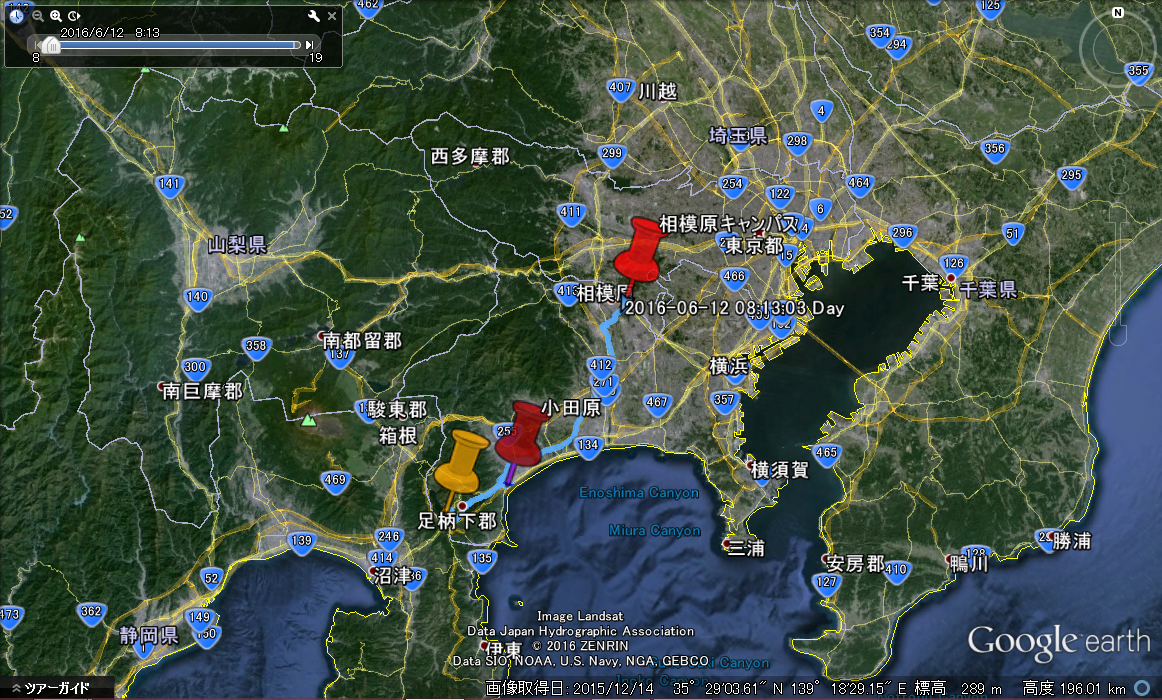 2016/6/12 8:13
8
19
462
125
354
294
355
407
川越
4
埼玉県
298
299
356
西多摩郡
141
254
122
464
295
52
411
6
相模原キャンパス
東京都
296
51
山梨県
15
466
126
千葉
千葉県
140
413
2016-06-12 08:13:03 Day
南都留郡
137
358
300
412
271
横浜
南巨摩郡
駿東郡
小田原
467
357
箱根
134
465
469
横須賀
Enoshima Canyon
足柄下郡
Miura Canyon
139
246
三浦
勝浦
414
135
安房郡
410
128
鴨川
沼津
52
127
473
362
149
150
静岡県
1
伊東
Image Landsat
Data Japan Hydrographic Association
© 2016 ZENRIN
Data SIO, NOAA, U.S. Navy, NGA, GEBCO
Google earth
ツアーガイド
画像取得日: 2015/12/14 35° 29'03.61" N 139° 18'29.15" E 標高 289 m 高度 196.01 km
N